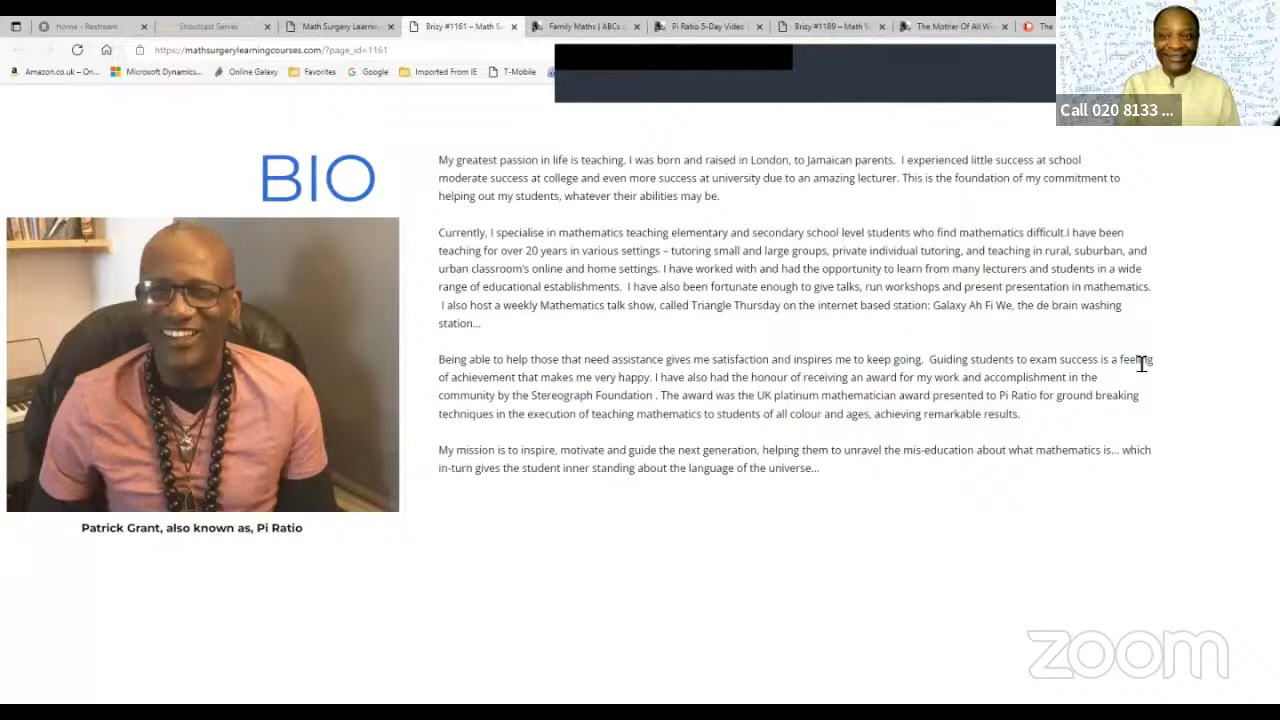 Home - Restream
Shoutcast Server
Math Surgery Learnin
Brizy #1161 – Math S
Family Maths | ABCs
Pi Ratio 5-Day Video
Brizy #1189 – Math S
The Mother Of All Wi
The
https://mathsurgerylearningcourses.com/?page_id=1161
Amazon.co.uk – On...
Microsoft Dynamics...
Online Galaxy
Favorites
Google
Imported From IE
T-Mobile
Call 020 8133 ...
BIO
My greatest passion in life is teaching. I was born and raised in London, to Jamaican parents. I experienced little success at school
moderate success at college and even more success at university due to an amazing lecturer. This is the foundation of my commitment to
helping out my students, whatever their abilities may be.
Currently, I specialise in mathematics teaching elementary and secondary school level students who find mathematics difficult.I have been
teaching for over 20 years in various settings – tutoring small and large groups, private individual tutoring, and teaching in rural, suburban, and
urban classroom's online and home settings. I have worked with and had the opportunity to learn from many lecturers and students in a wide
range of educational establishments. I have also been fortunate enough to give talks, run workshops and present presentation in mathematics.
I also host a weekly Mathematics talk show, called Triangle Thursday on the internet based station: Galaxy Ah Fi We, the de brain washing
station...
Being able to help those that need assistance gives me satisfaction and inspires me to keep going. Guiding students to exam success is a feeling
of achievement that makes me very happy. I have also had the honour of receiving an award for my work and accomplishment in the
community by the Stereograph Foundation . The award was the UK platinum mathematician award presented to Pi Ratio for ground breaking
techniques in the execution of teaching mathematics to students of all colour and ages, achieving remarkable results.
My mission is to inspire, motivate and guide the next generation, helping them to unravel the mis-education about what mathematics is... which
in-turn gives the student inner standing about the language of the universe...
Patrick Grant, also known as, Pi Ratio
zoom